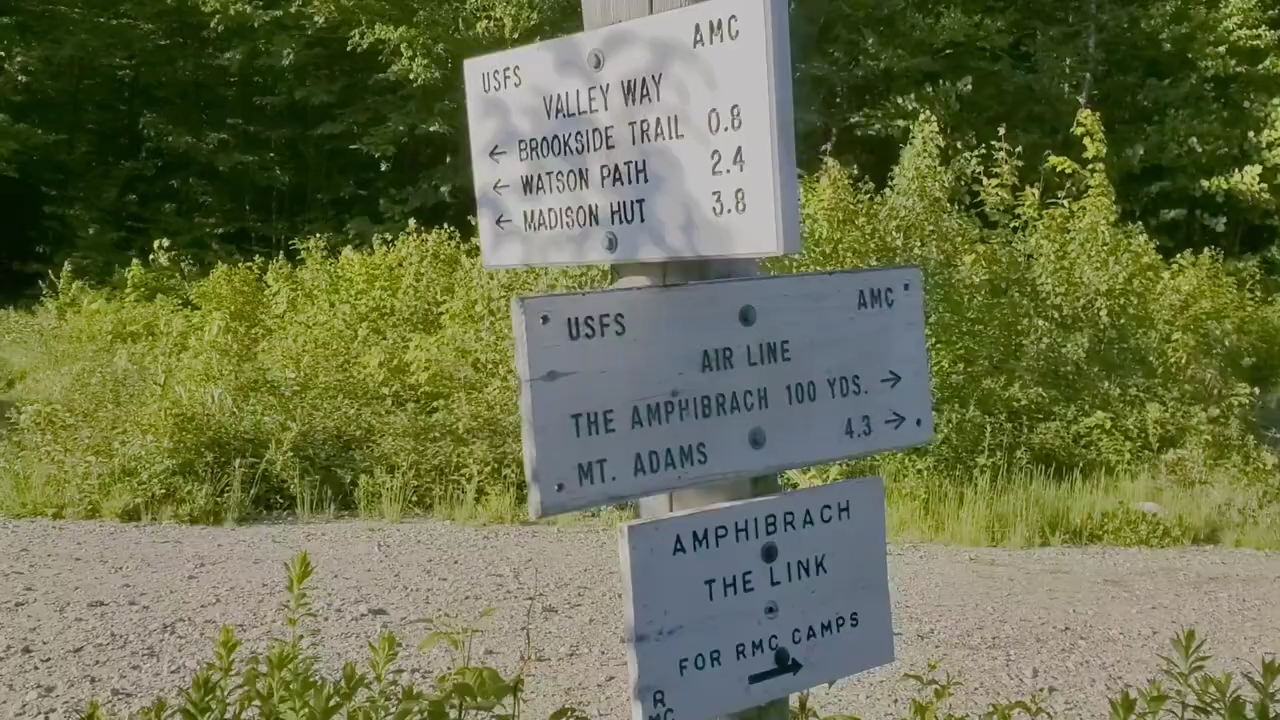 USFS AMC
VALLEY WAY
← BROOKSIDE TRAIL 0.8
← WATSON PATH 2.4
← MADISON HUT 3.8
USFS AMC
AIR LINE
THE AMPHIBRACH 100 YDS. →
MT. ADAMS 4.3 →
AMPHIBRACH
THE LINK
FOR RMC CAMPS
→
R
MC